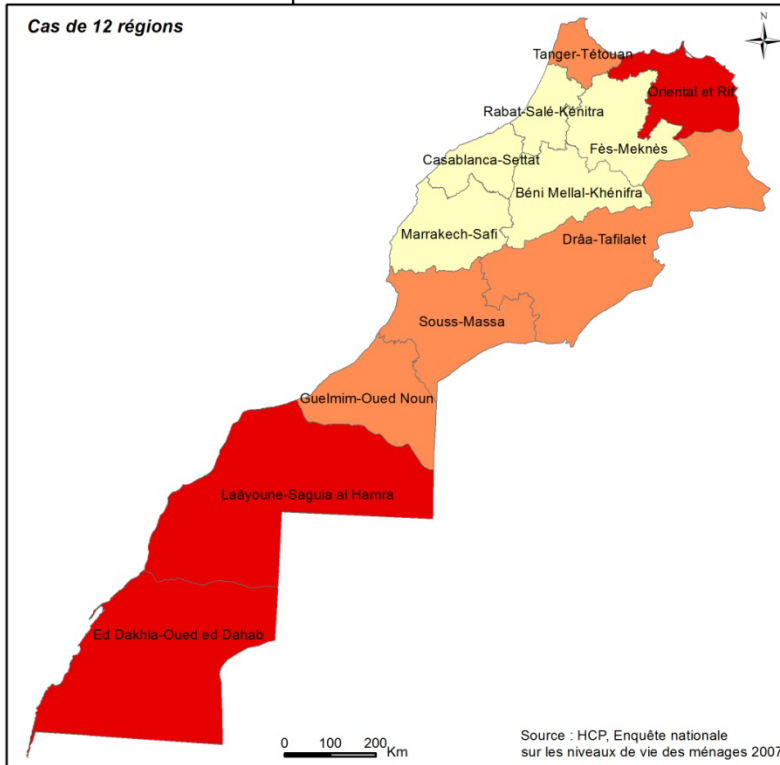 Cas de 12 régions
N
Tanger-Tétouan
Oriental et Rif
Rabat-Salé-Kénitra
Fès-Meknès
Casablanca-Settat
Béni Mellal-Khénifra
Marrakech-Safi
Drâa-Tafilalet
Souss-Massa
Guelmim-Oued Noun
Laâyoune-Saguia al Hamra
Ed Dakhla-Oued ed Dahab
0 100 200
Km
Source : HCP, Enquête nationale
sur les niveaux de vie des ménages 2007